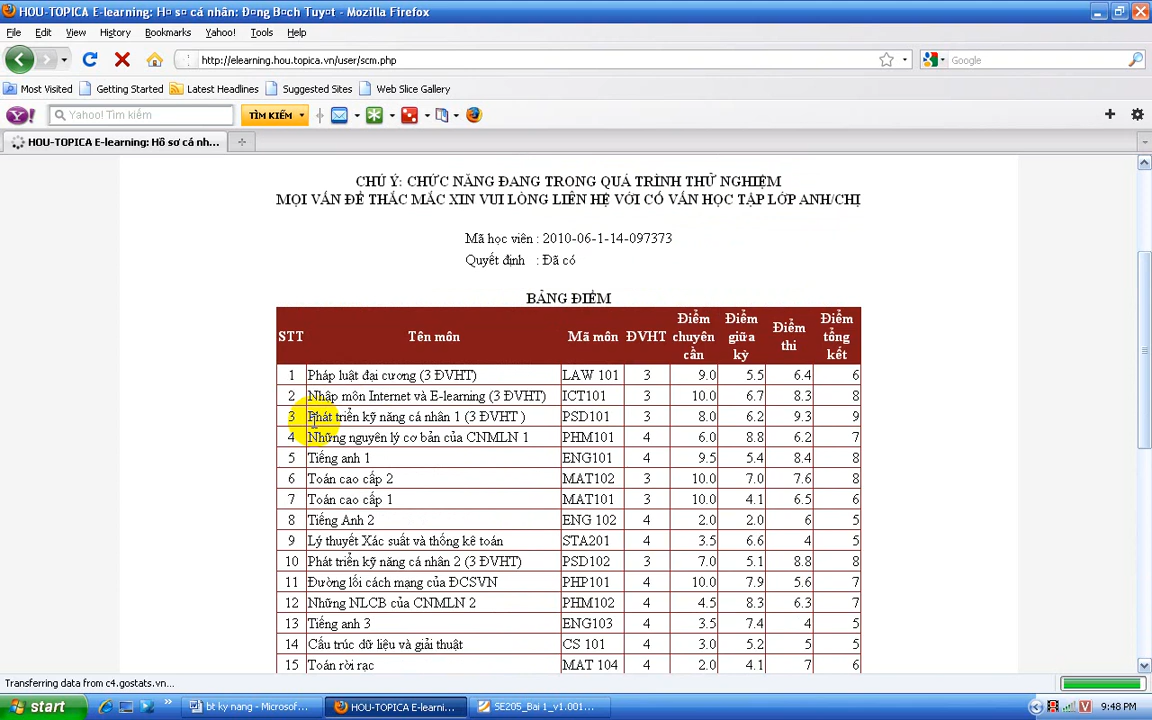 HOU-TOPICA E-learning: Hồ sơ cá nhân: Đặng Bạch Tuyết - Mozilla Firefox
File Edit View History Bookmarks Yahoo! Tools Help
http://elearning.hou.topica.vn/user/scm.php Google
Most Visited Getting Started Latest Headlines Suggested Sites Web Slice Gallery
Y! Yahoo! Tìm kiếm TÌM KIẾM
HOU-TOPICA E-learning: Hồ sơ cá nh...
CHÚ Ý: CHỨC NĂNG ĐANG TRONG QUÁ TRÌNH THỬ NGHIỆM
MỌI VẤN ĐỀ THẮC MẮC XIN VUI LÒNG LIÊN HỆ VỚI CỐ VẤN HỌC TẬP LỚP ANH/CHỊ
Mã học viên : 2010-06-1-14-097373
Quyết định : Đã có
BẢNG ĐIỂM
STT Tên môn Mã môn ĐVHT Điểm chuyên cần Điểm giữa kỳ Điểm thi Điểm tổng kết
1 Pháp luật đại cương (3 ĐVHT) LAW 101 3 9.0 5.5 6.4 6
2 Nhập môn Internet và E-learning (3 ĐVHT) ICT101 3 10.0 6.7 8.3 8
3 Phát triển kỹ năng cá nhân 1 (3 ĐVHT ) PSD101 3 8.0 6.2 9.3 9
4 Những nguyên lý cơ bản của CNMLN 1 PHM101 4 6.0 8.8 6.2 7
5 Tiếng anh 1 ENG101 4 9.5 5.4 8.4 8
6 Toán cao cấp 2 MAT102 3 10.0 7.0 7.6 8
7 Toán cao cấp 1 MAT101 3 10.0 4.1 6.5 6
8 Tiếng Anh 2 ENG 102 4 2.0 2.0 6 5
9 Lý thuyết Xác suất và thống kê toán STA201 4 3.5 6.6 4 5
10 Phát triển kỹ năng cá nhân 2 (3 ĐVHT) PSD102 3 7.0 5.1 8.8 8
11 Đường lối cách mạng của ĐCSVN PHP101 4 10.0 7.9 5.6 7
12 Những NLCB của CNMLN 2 PHM102 4 4.5 8.3 6.3 7
13 Tiếng anh 3 ENG103 4 3.5 7.4 4 5
14 Cấu trúc dữ liệu và giải thuật CS 101 4 3.0 5.2 5 5
15 Toán rời rạc MAT 104 4 2.0 4.1 7 6
Transferring data from c4.gostats.vn...
start bt ky nang - Microsof... HOU-TOPICA E-learni... SE205_Bai 1_v1.001... V 9:48 PM